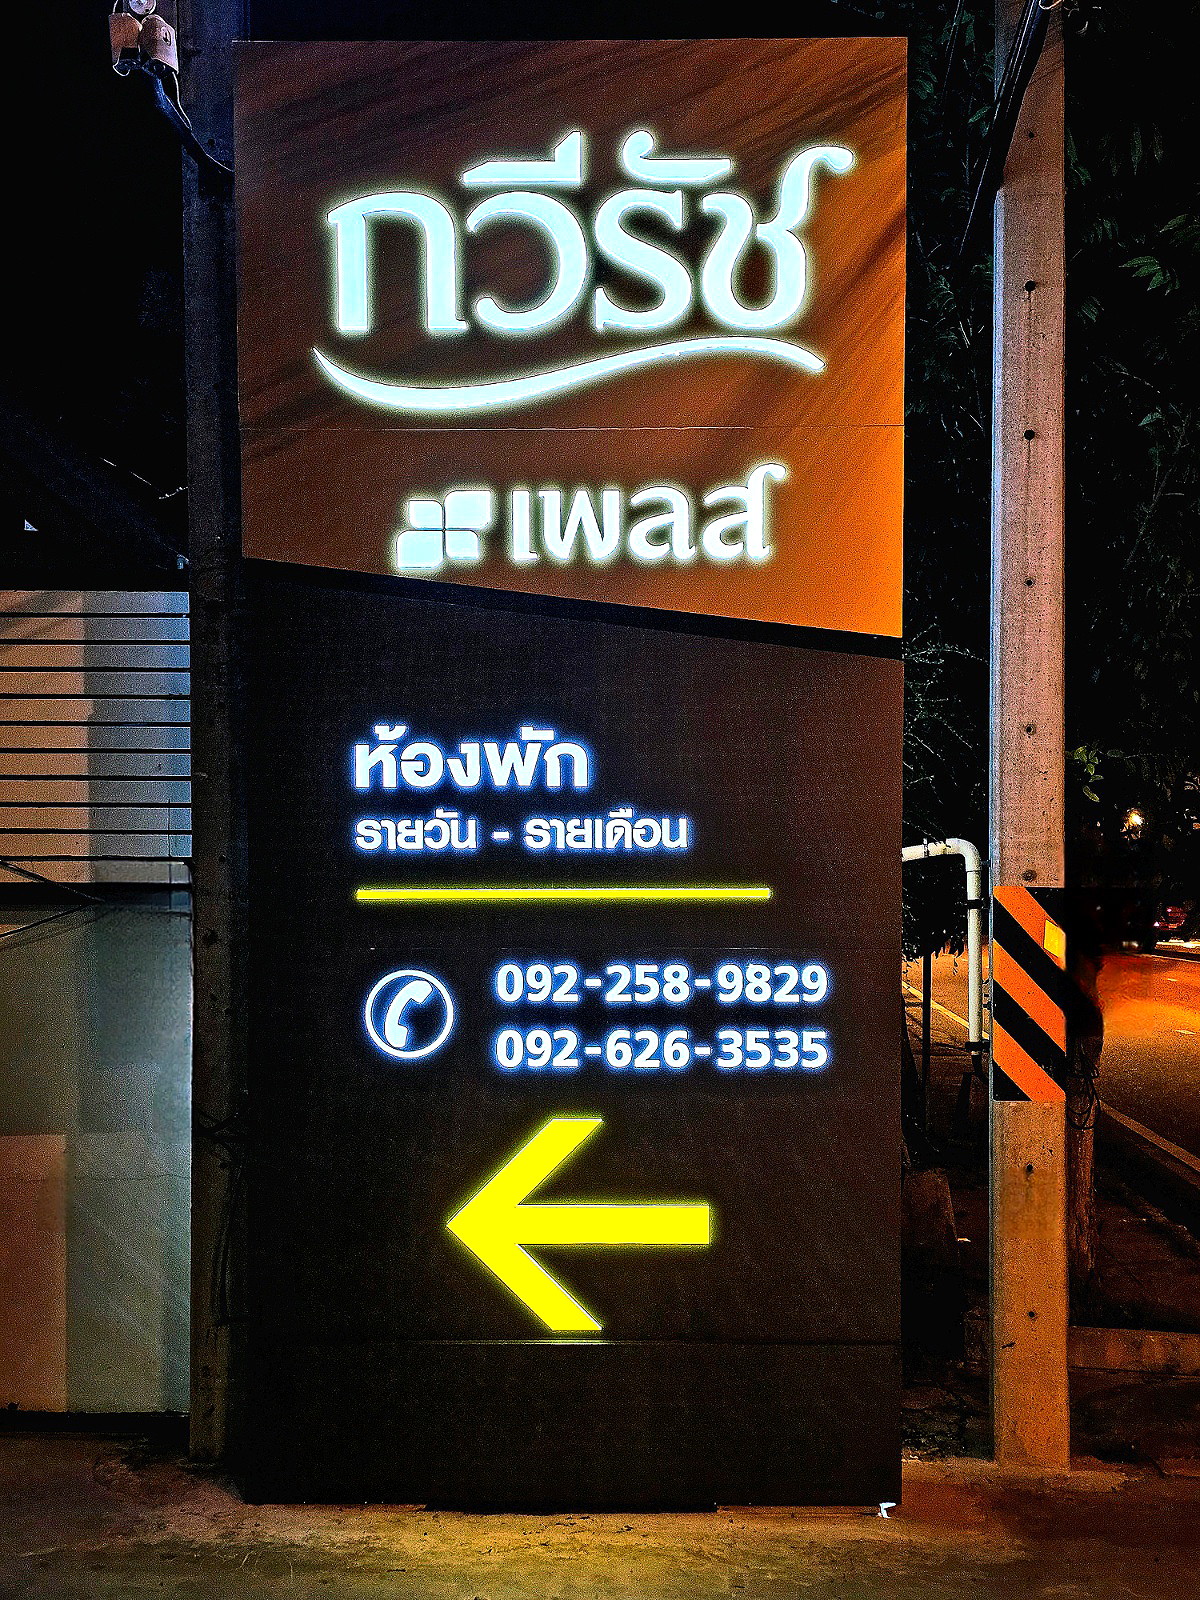 ทวีรัช
เพลส
ห้องพัก
รายวัน - รายเดือน
092-258-9829
092-626-3535